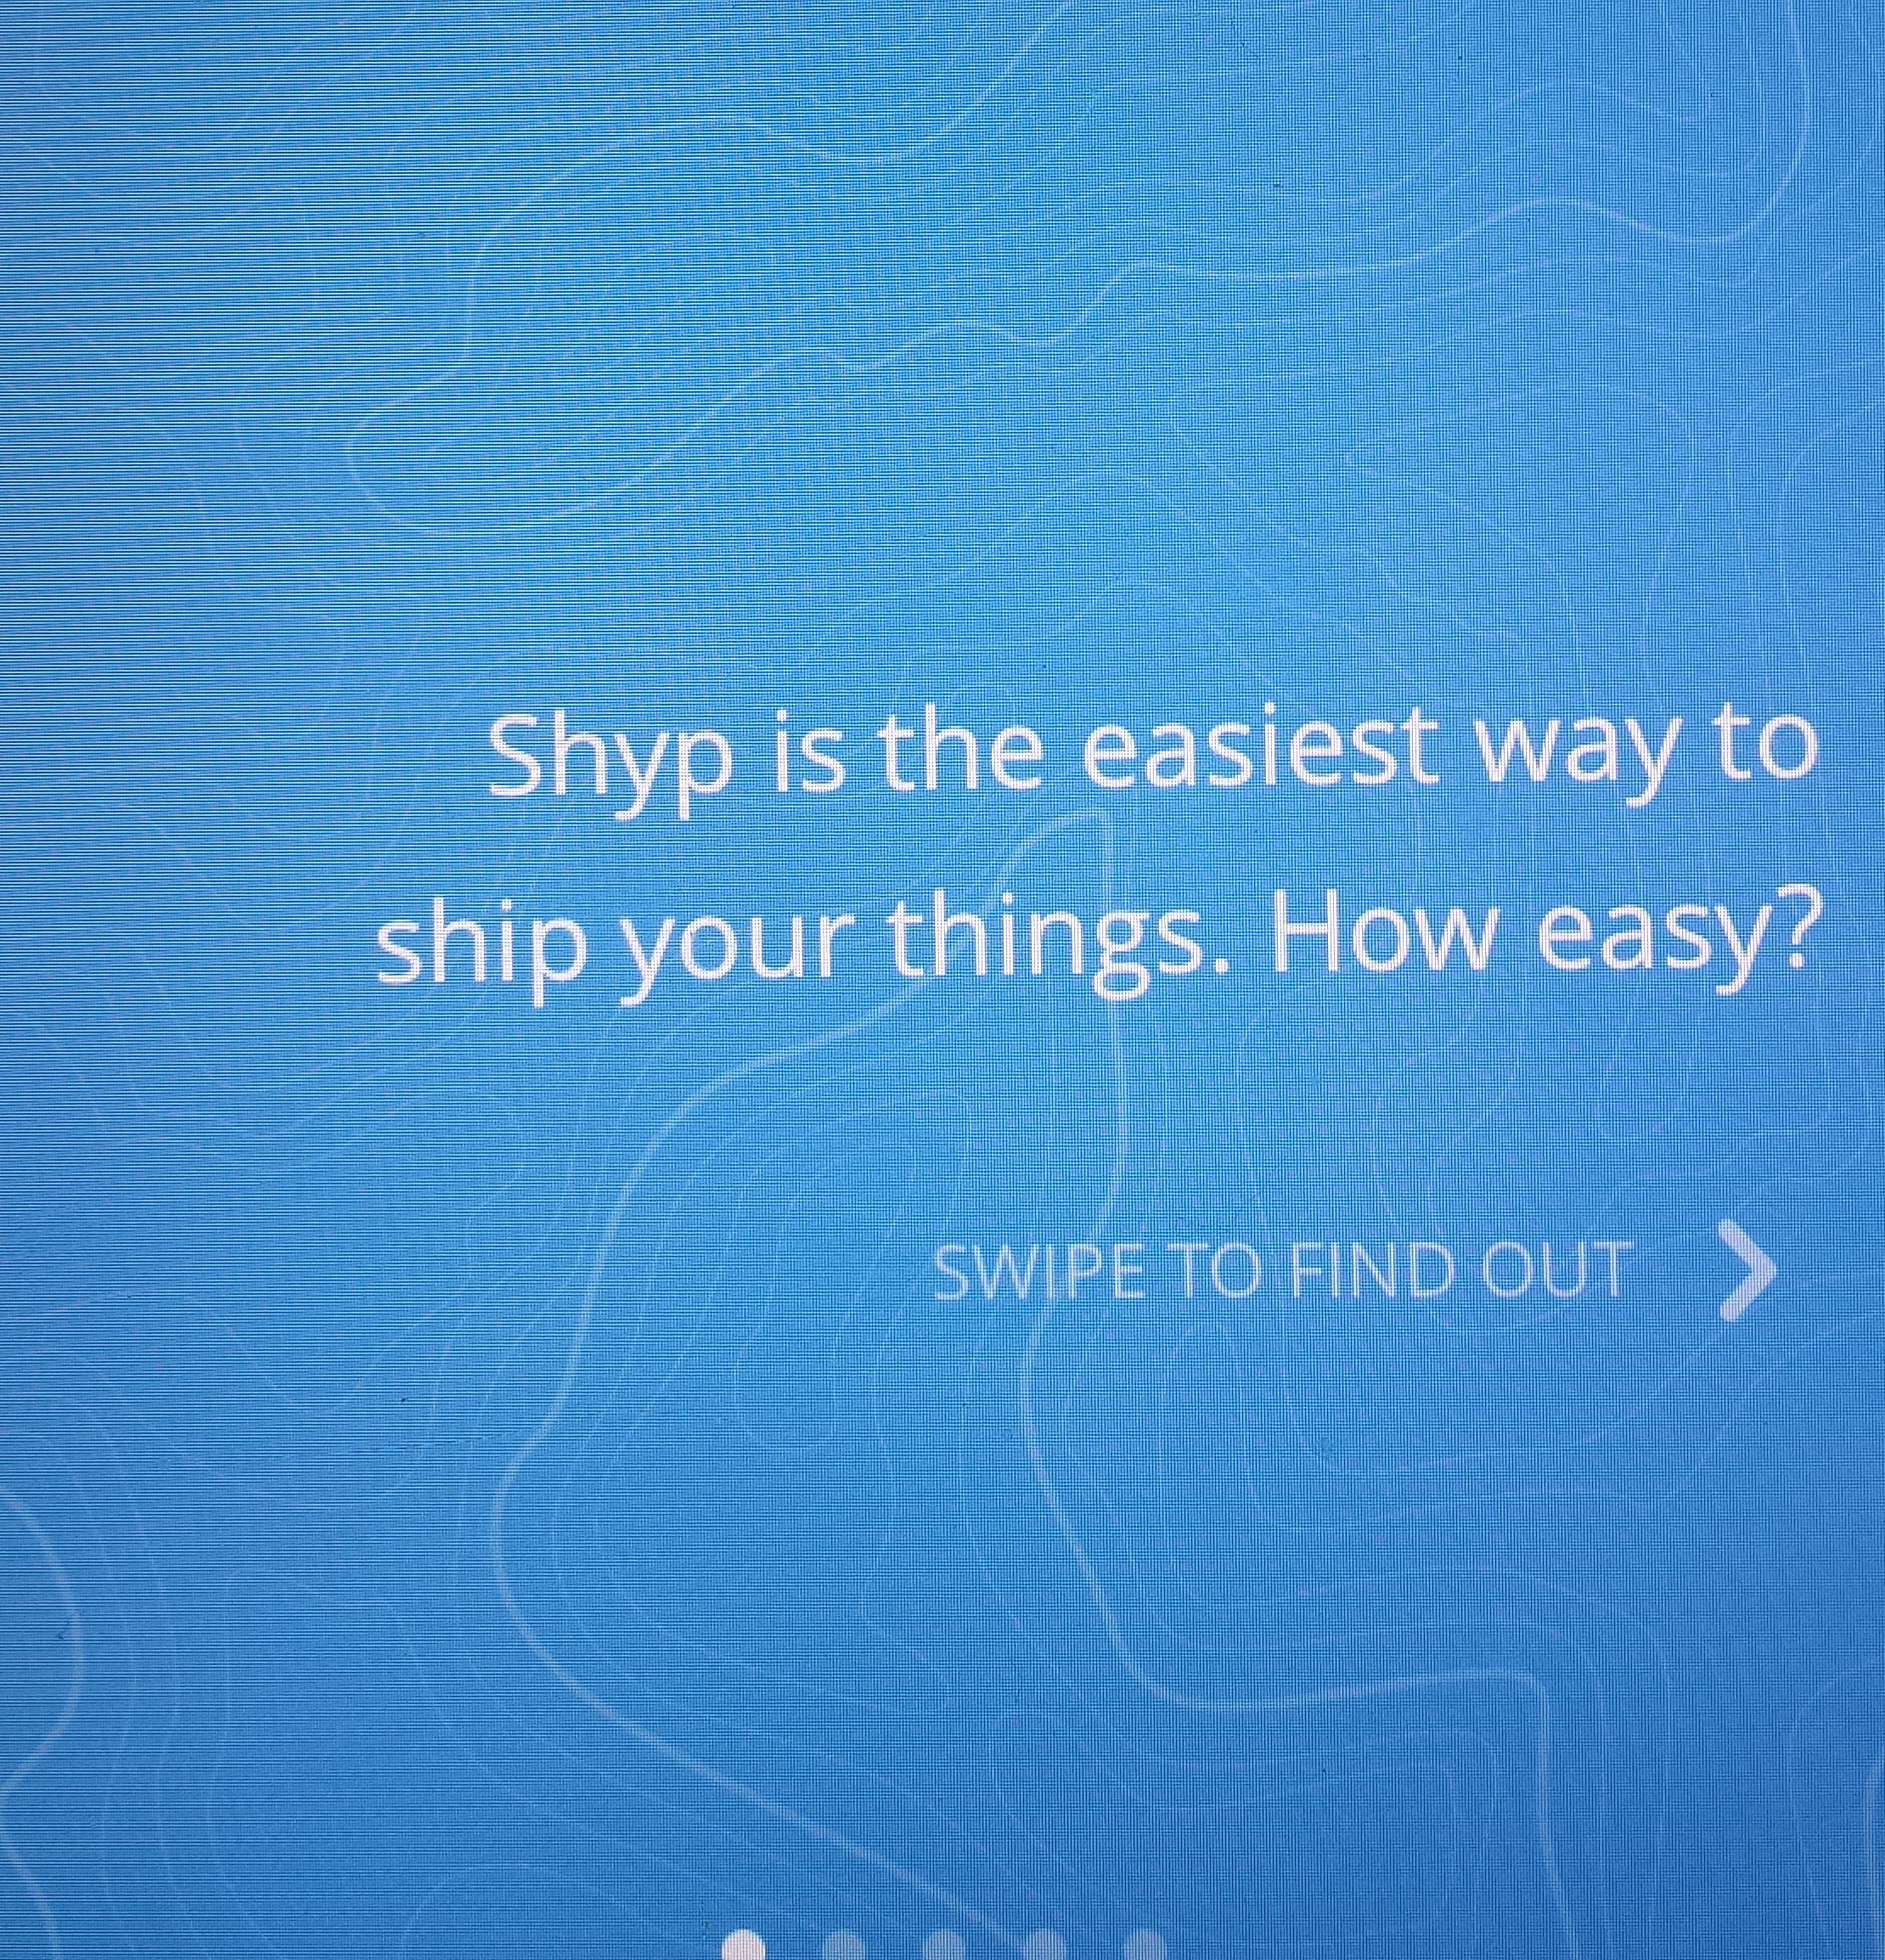 Shyp is the easiest way to
ship your things. How easy?
SWIPE TO FIND OUT